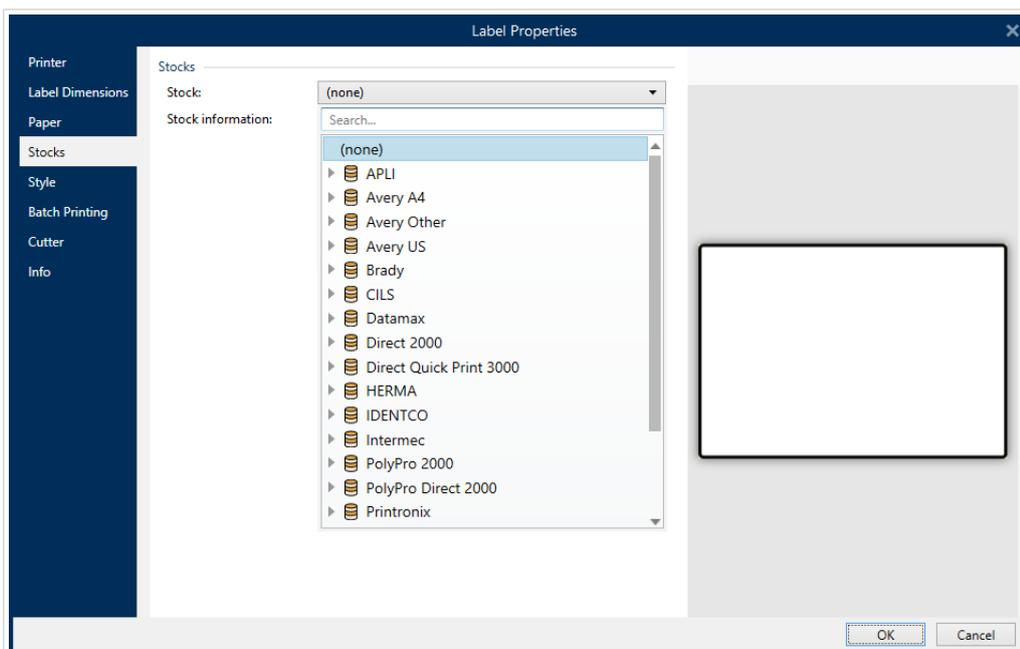 Label Properties
Printer
Label Dimensions
Paper
Stocks
Style
Batch Printing
Cutter
Info
Stocks
Stock: (none)
Stock information: Search...
(none)
APLI
Avery A4
Avery Other
Avery US
Brady
CILS
Datamax
Direct 2000
Direct Quick Print 3000
HERMA
IDENTCO
Intermec
PolyPro 2000
PolyPro Direct 2000
Printronix
OK Cancel